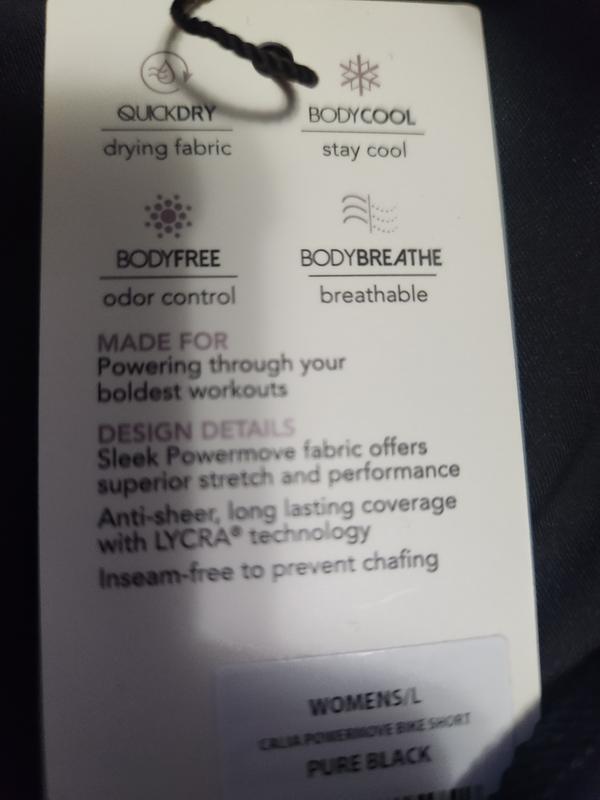 QUICKDRY
drying fabric
BODYCOOL
stay cool
BODYFREE
odor control
BODYBREATHE
breathable
MADE FOR
Powering through your
boldest workouts
DESIGN DETAILS
Sleek Powermove fabric offers
superior stretch and performance
Anti-sheer, long lasting coverage
with LYCRA® technology
Inseam-free to prevent chafing
WOMENS/L
CALIA POWERMOVE BIKE SHORT
PURE BLACK